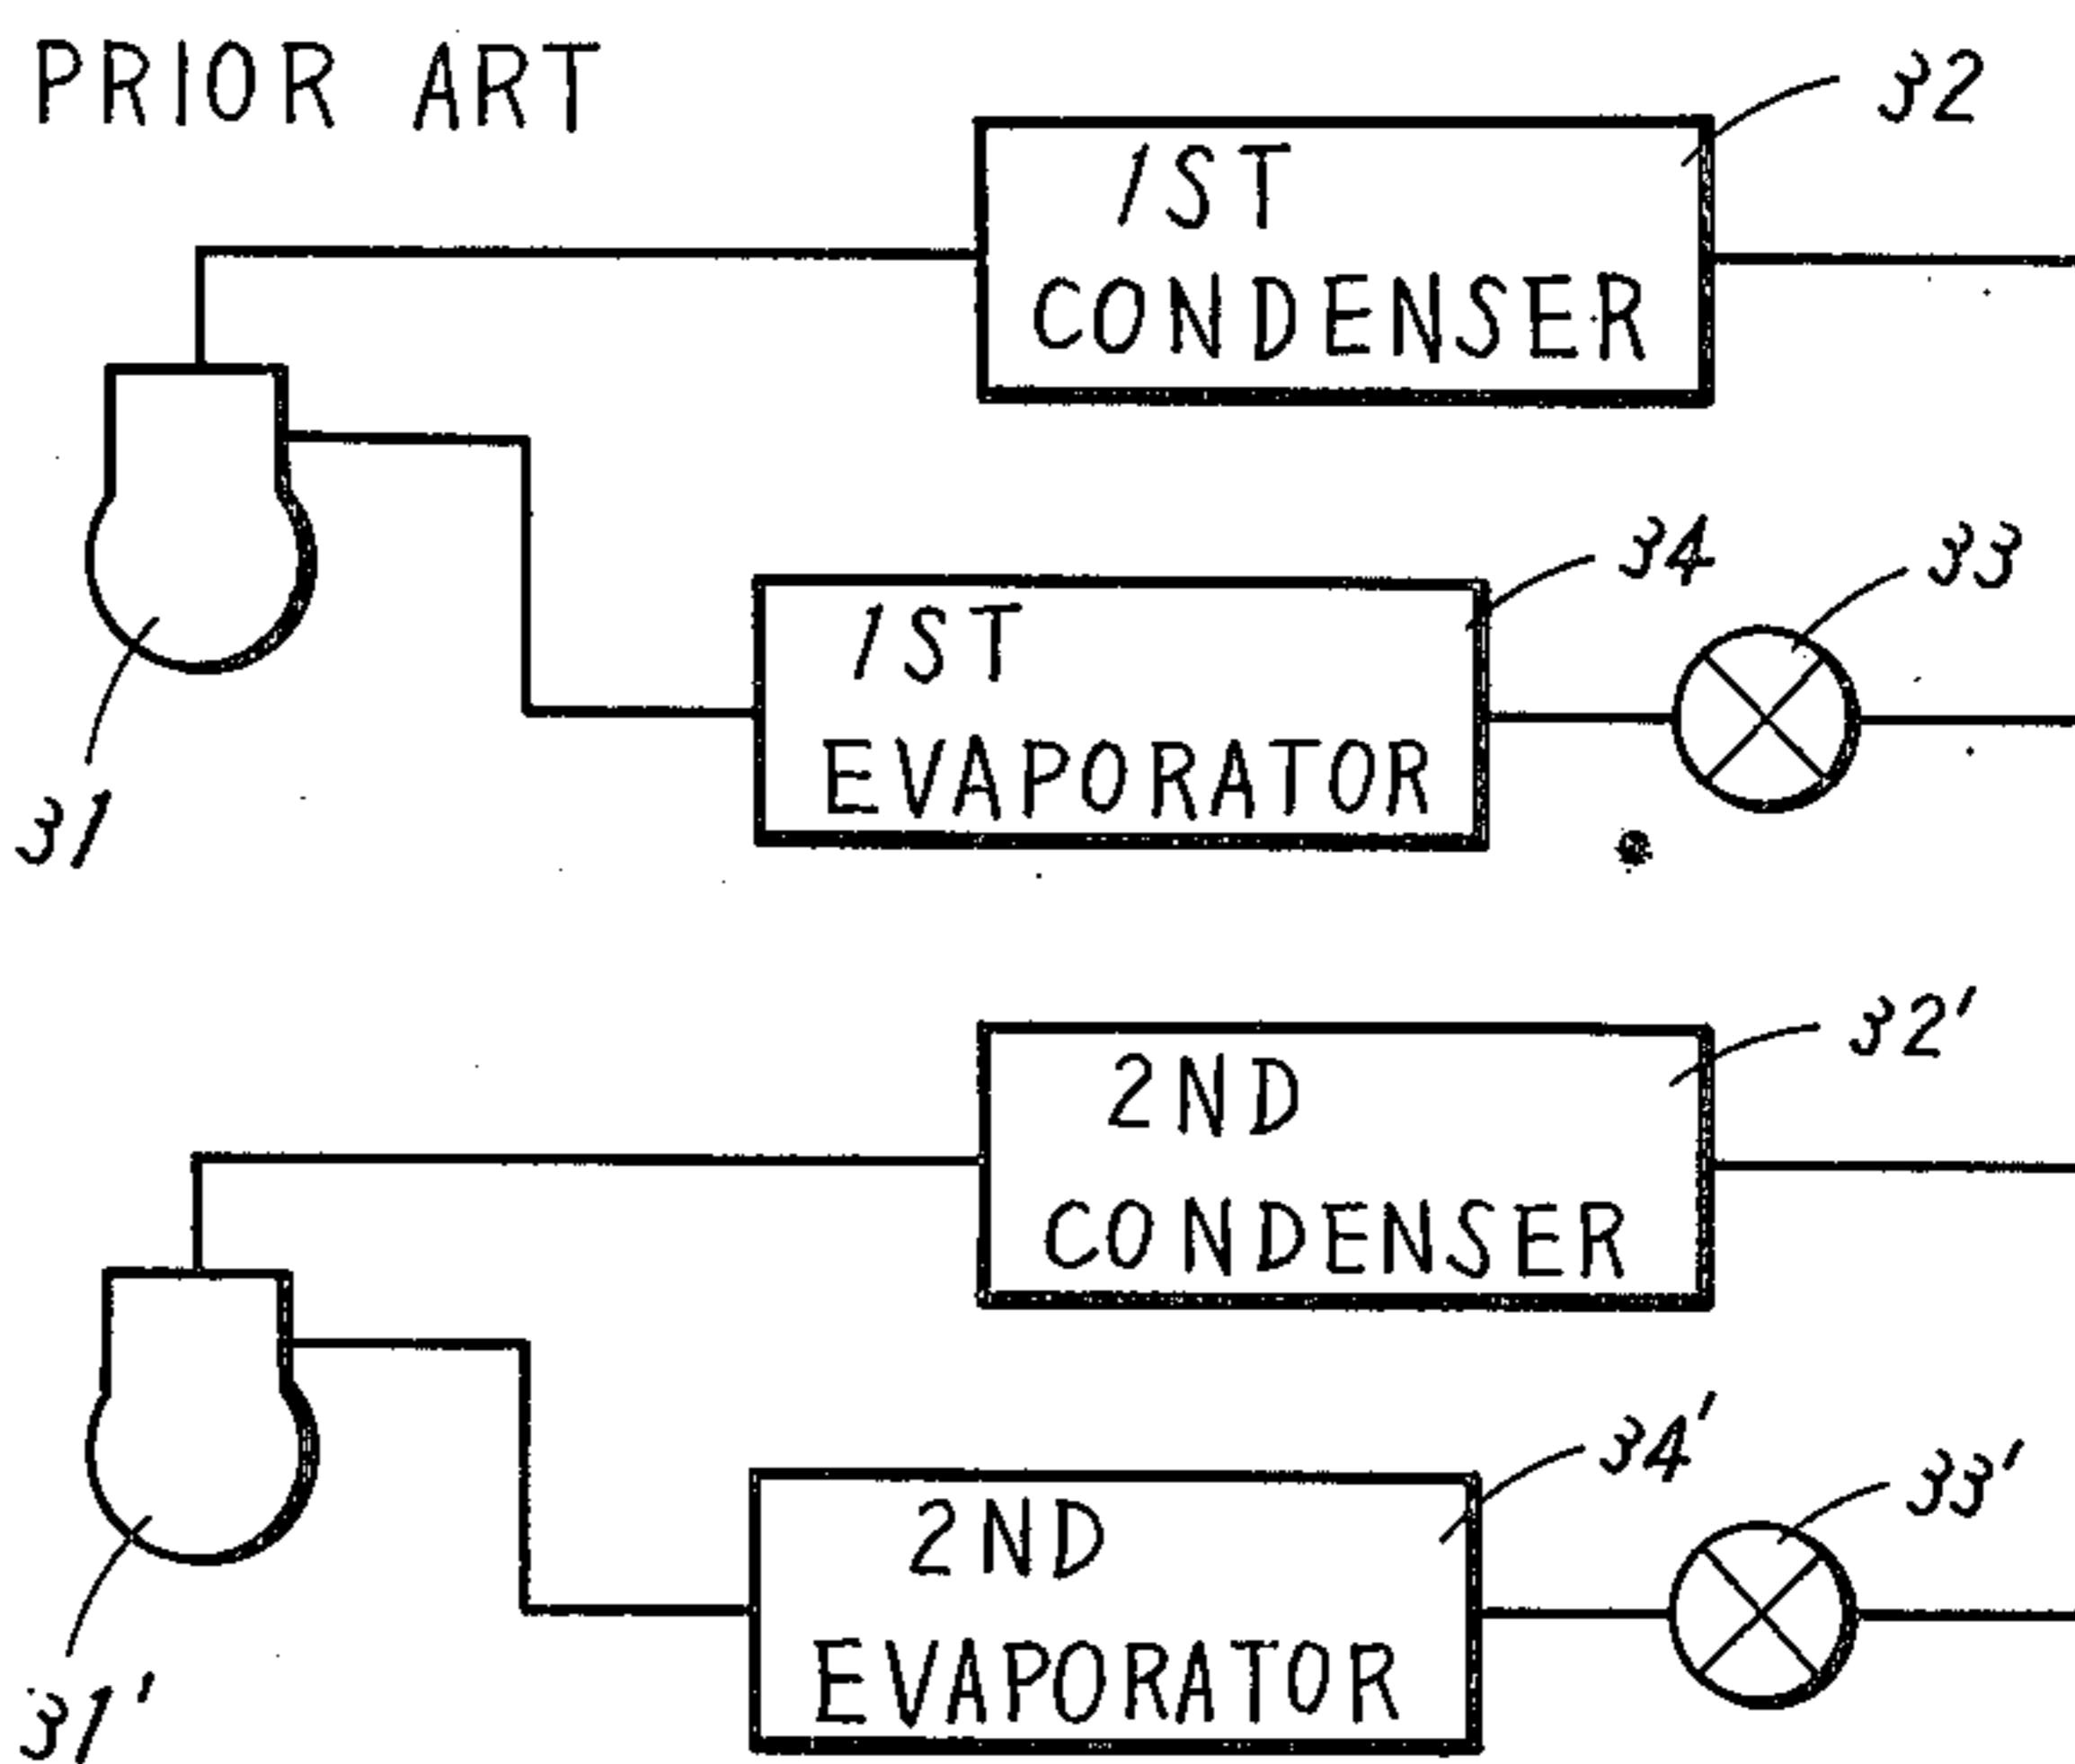 PRIOR ART
32
1ST
CONDENSER
34
33
1ST
EVAPORATOR
31
32'
2ND
CONDENSER
34'
33'
2ND
EVAPORATOR
31'